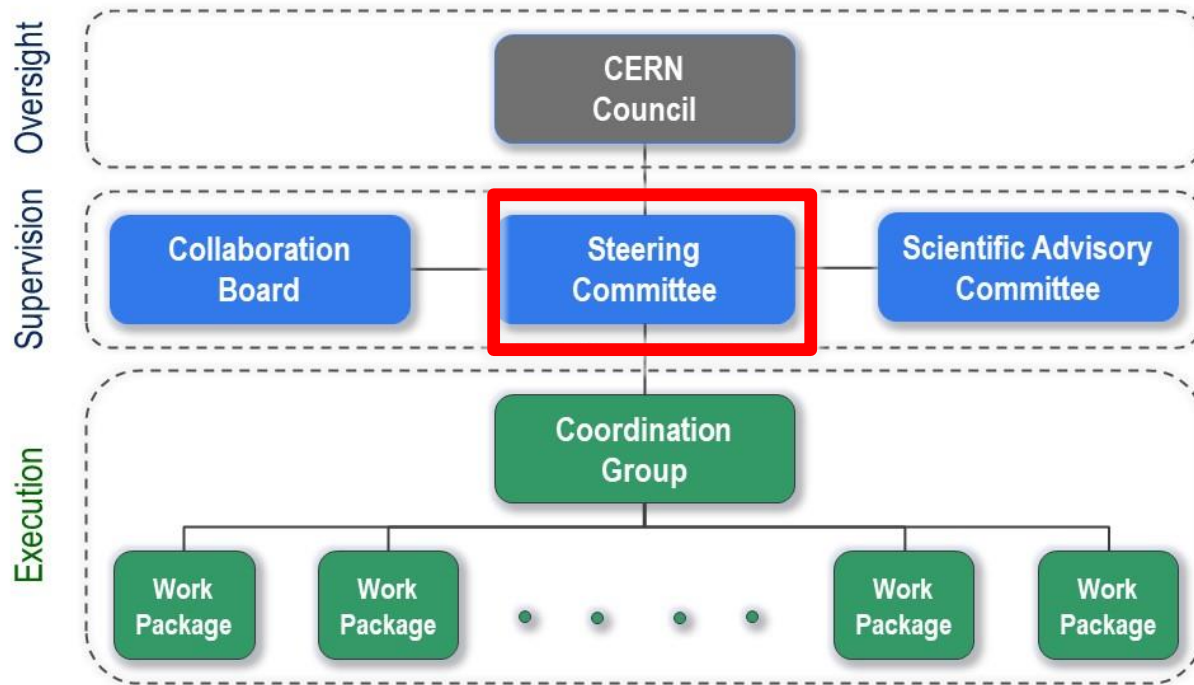 Oversight
CERN
Council
Supervision
Collaboration
Board
Steering
Committee
Scientific Advisory
Committee
Execution
Coordination
Group
Work
Package
Work
Package
Work
Package
Work
Package